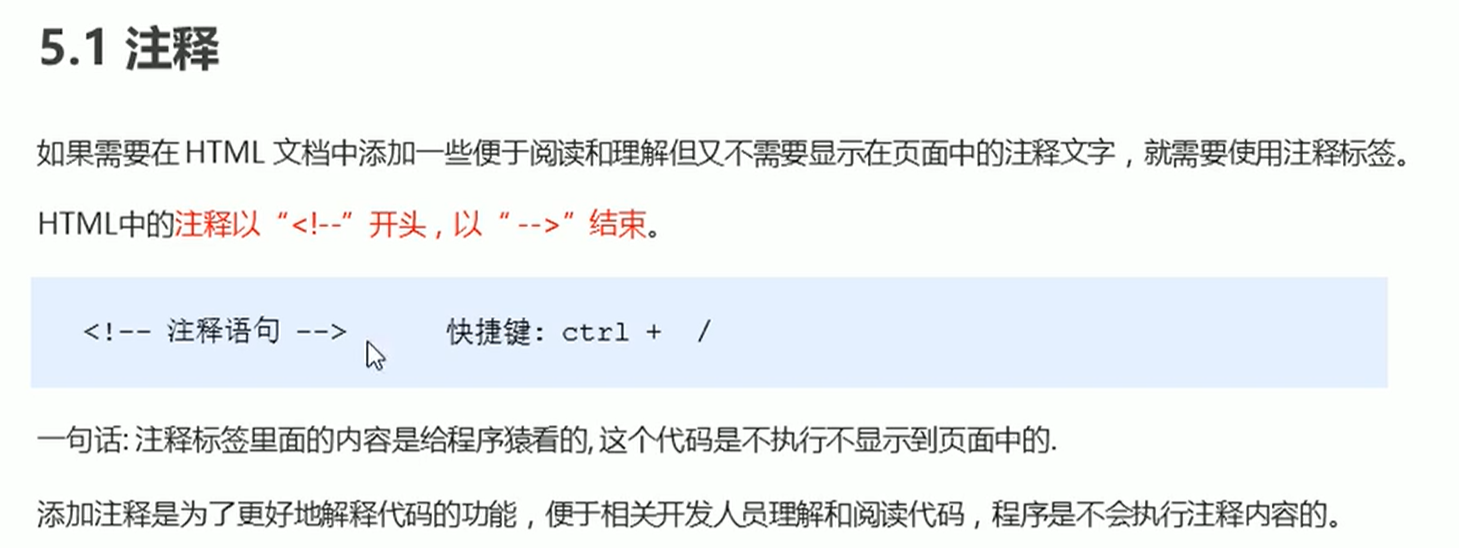 5.1 注释
如果需要在 HTML 文档中添加一些便于阅读和理解但又不需要显示在页面中的注释文字，就需要使用注释标签。
HTML中的注释以“<!--”开头，以“ -->”结束。
<!-- 注释语句 -->	快捷键: ctrl + /
一句话: 注释标签里面的内容是给程序猿看的, 这个代码是不执行不显示到页面中的.
添加注释是为了更好地解释代码的功能，便于相关开发人员理解和阅读代码，程序是不会执行注释内容的。